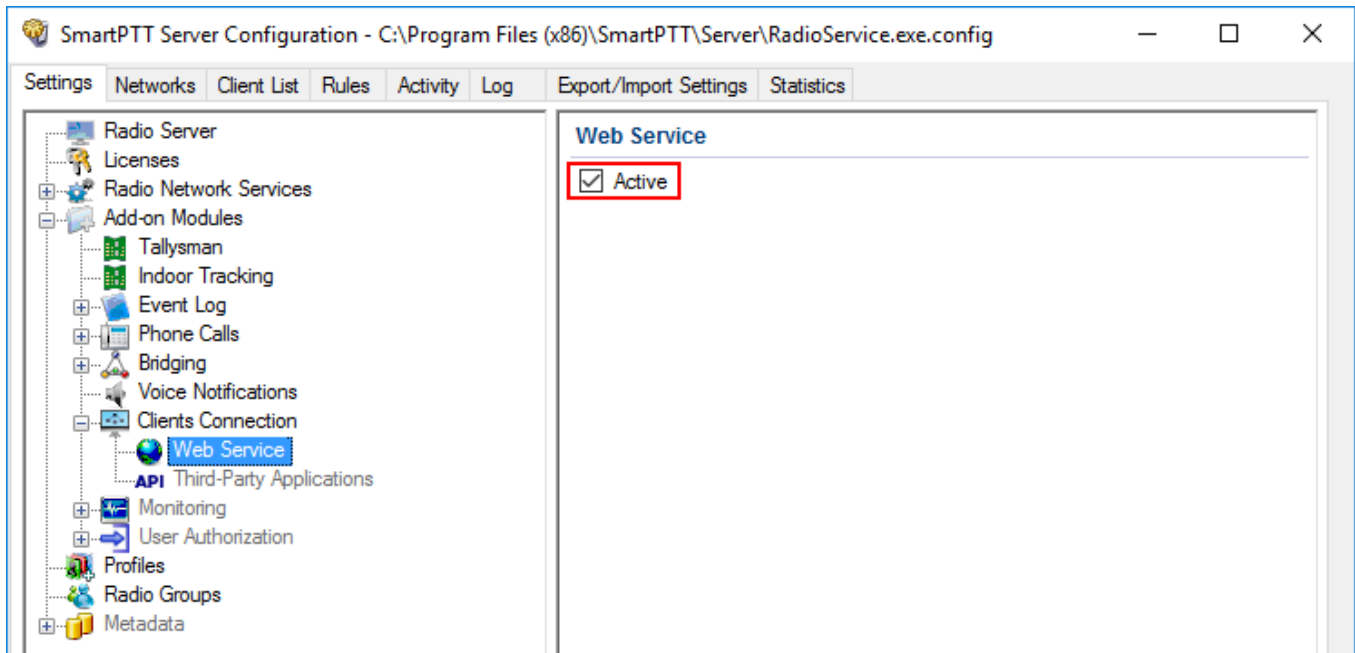 SmartPTT Server Configuration - C:\Program Files (x86)\SmartPTT\Server\RadioService.exe.config
Settings Networks Client List Rules Activity Log Export/Import Settings Statistics
Radio Server
Licenses
Radio Network Services
Add-on Modules
Tallysman
Indoor Tracking
Event Log
Phone Calls
Bridging
Voice Notifications
Clients Connection
Web Service
API Third-Party Applications
Monitoring
User Authorization
Profiles
Radio Groups
Metadata
Web Service
Active